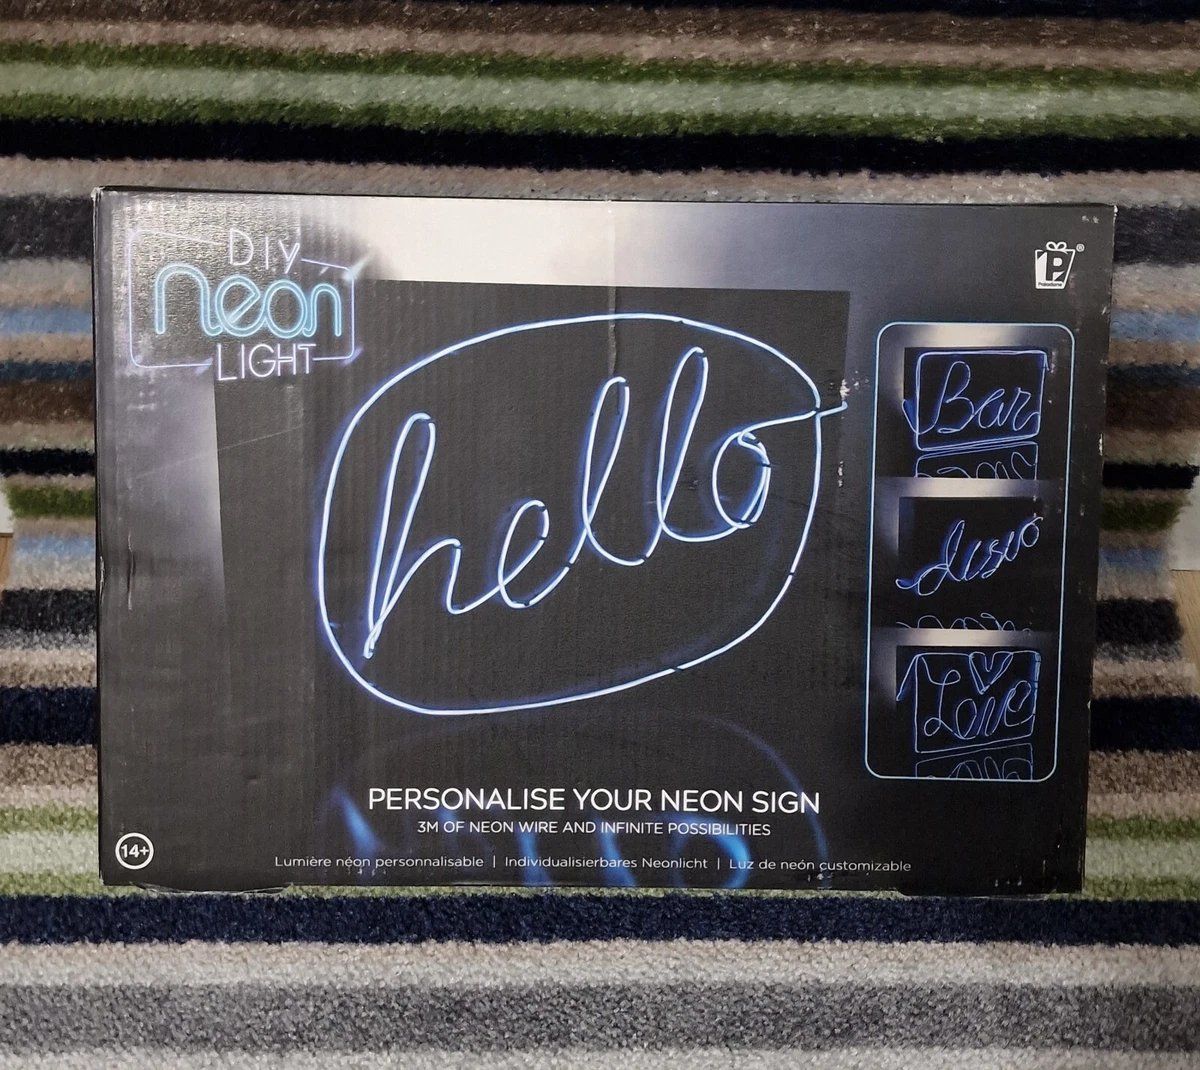 DIY
neon
LIGHT
P
Paladone
®
hello
Bar
disco
Love
PERSONALISE YOUR NEON SIGN
3M OF NEON WIRE AND INFINITE POSSIBILITIES
14+
Lumière néon personnalisable | Individualisierbares Neonlicht | Luz de neón customizable